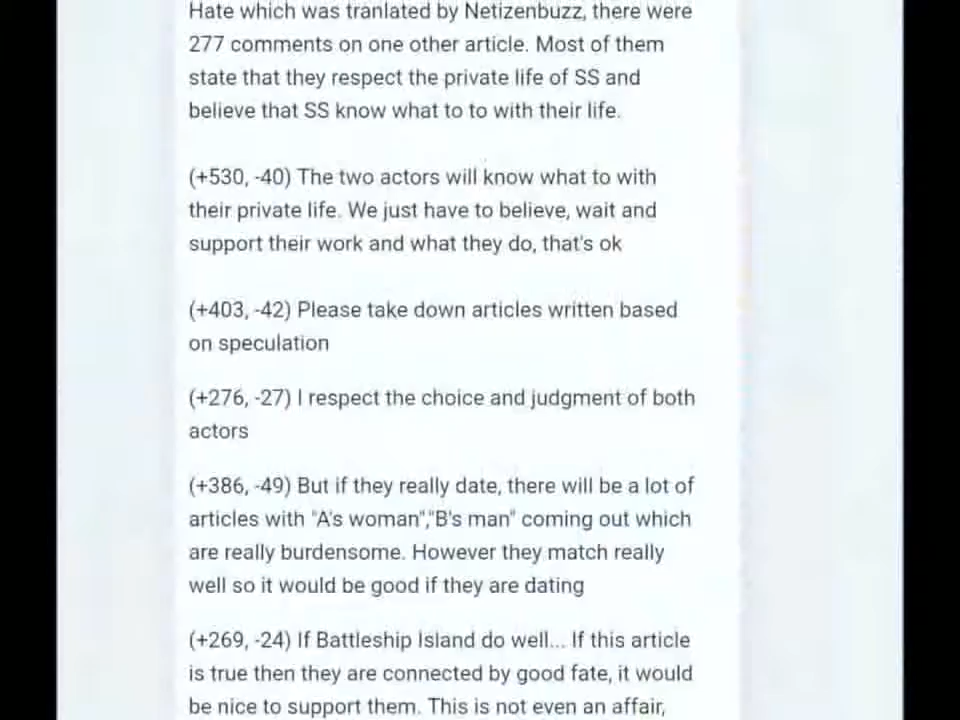 Hate which was tranlated by Netizenbuzz, there were
277 comments on one other article. Most of them
state that they respect the private life of SS and
believe that SS know what to to with their life.
(+530, -40) The two actors will know what to with
their private life. We just have to believe, wait and
support their work and what they do, that's ok
(+403, -42) Please take down articles written based
on speculation
(+276, -27) I respect the choice and judgment of both
actors
(+386, -49) But if they really date, there will be a lot of
articles with "A's woman","B's man" coming out which
are really burdensome. However they match really
well so it would be good if they are dating
(+269, -24) If Battleship Island do well... If this article
is true then they are connected by good fate, it would
be nice to support them. This is not even an affair,